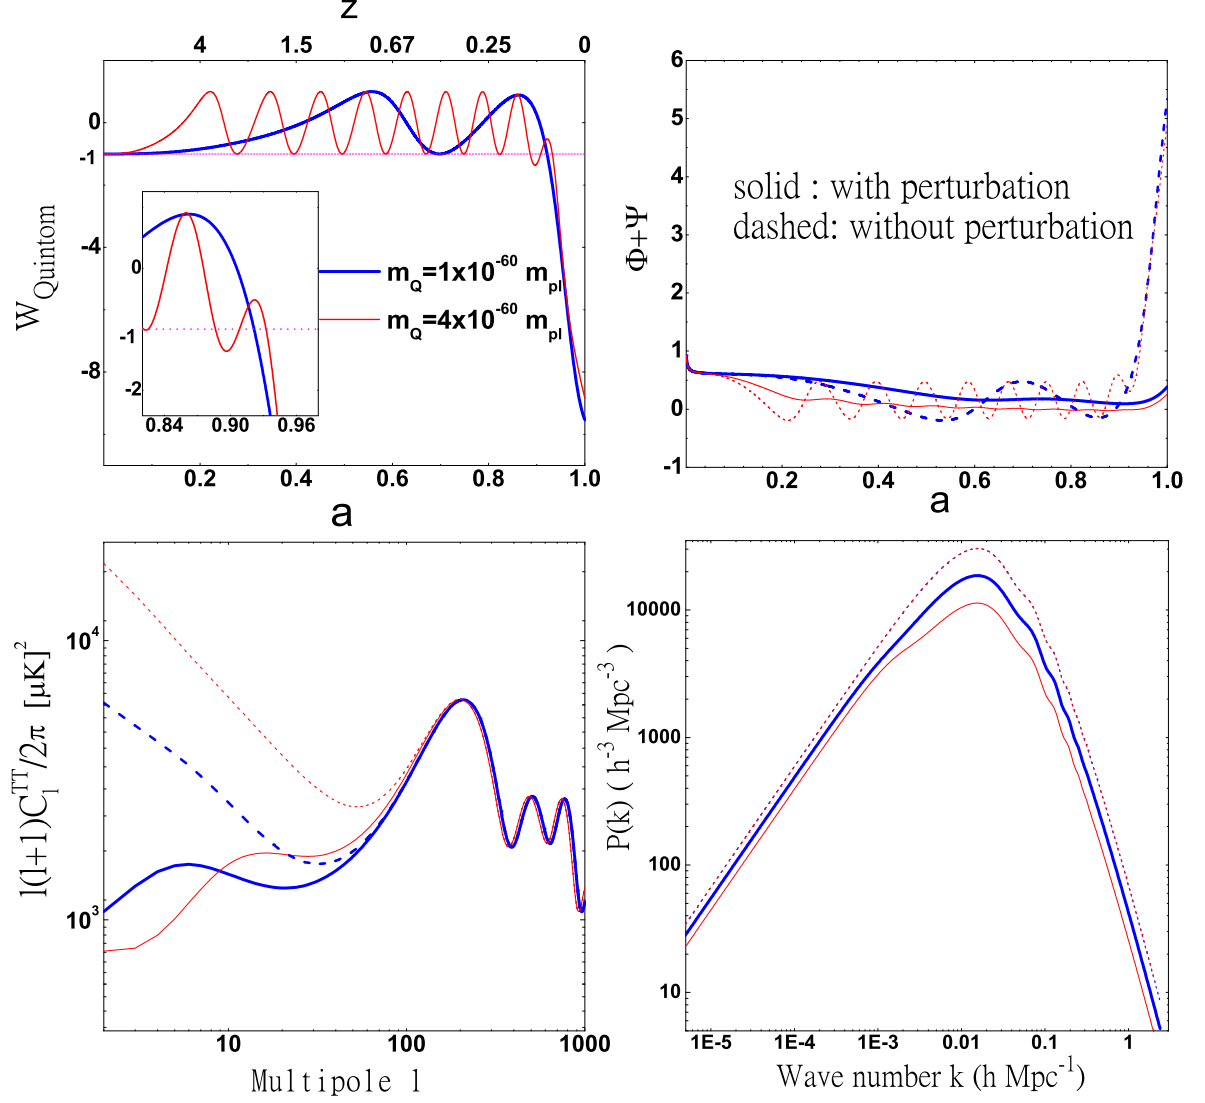 z
4 1.5 0.67 0.25 0
0
-1
-4
-8
W_Quintom
0
-1
-2
0.84 0.90 0.96
m_Q=1x10^-60 m_pl
m_Q=4x10^-60 m_pl
0.2 0.4 0.6 0.8 1.0
a
6
5
4
3
2
1
0
-1
Φ+Ψ
solid : with perturbation
dashed: without perturbation
0.2 0.4 0.6 0.8 1.0
a
10^4
10^3
l(l+1)C_l^TT/2π [μK]^2
10 100 1000
Multipole l
10000
1000
100
10
P(k) ( h^-3 Mpc^-3)
1E-5 1E-4 1E-3 0.01 0.1 1
Wave number k (h Mpc^-1)